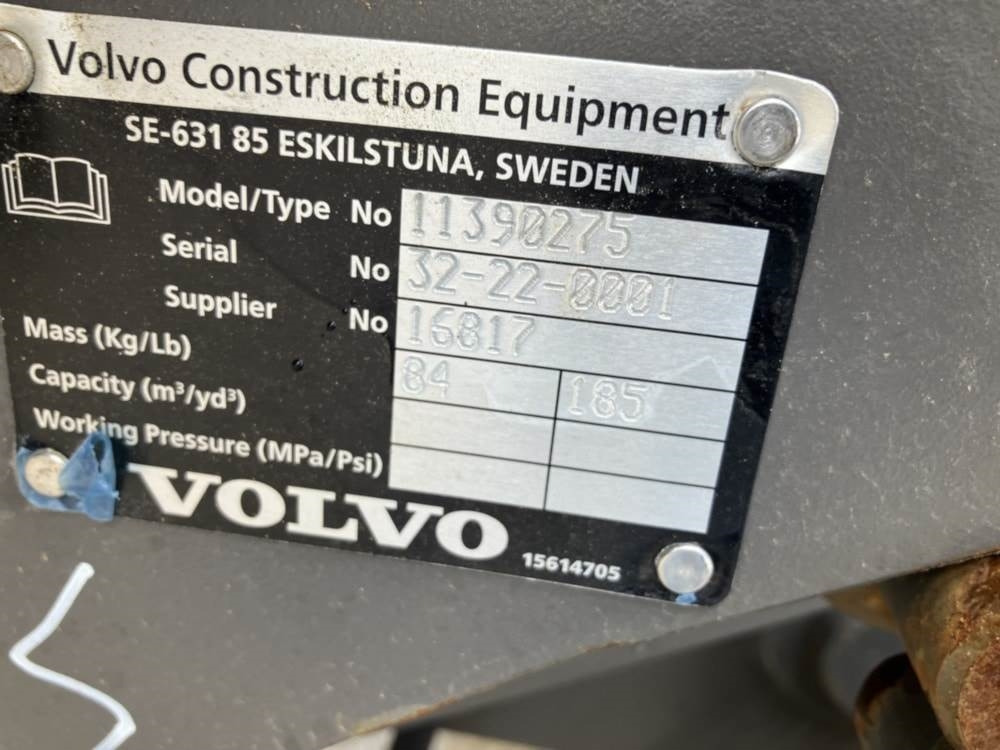 Volvo Construction Equipment
SE-631 85 ESKILSTUNA, SWEDEN
Model/Type No 11390275
Serial No 32-22-0001
Supplier No 16817
Mass (Kg/Lb) 84 185
Capacity (m³/yd³)
Working Pressure (MPa/Psi)
VOLVO
15614705